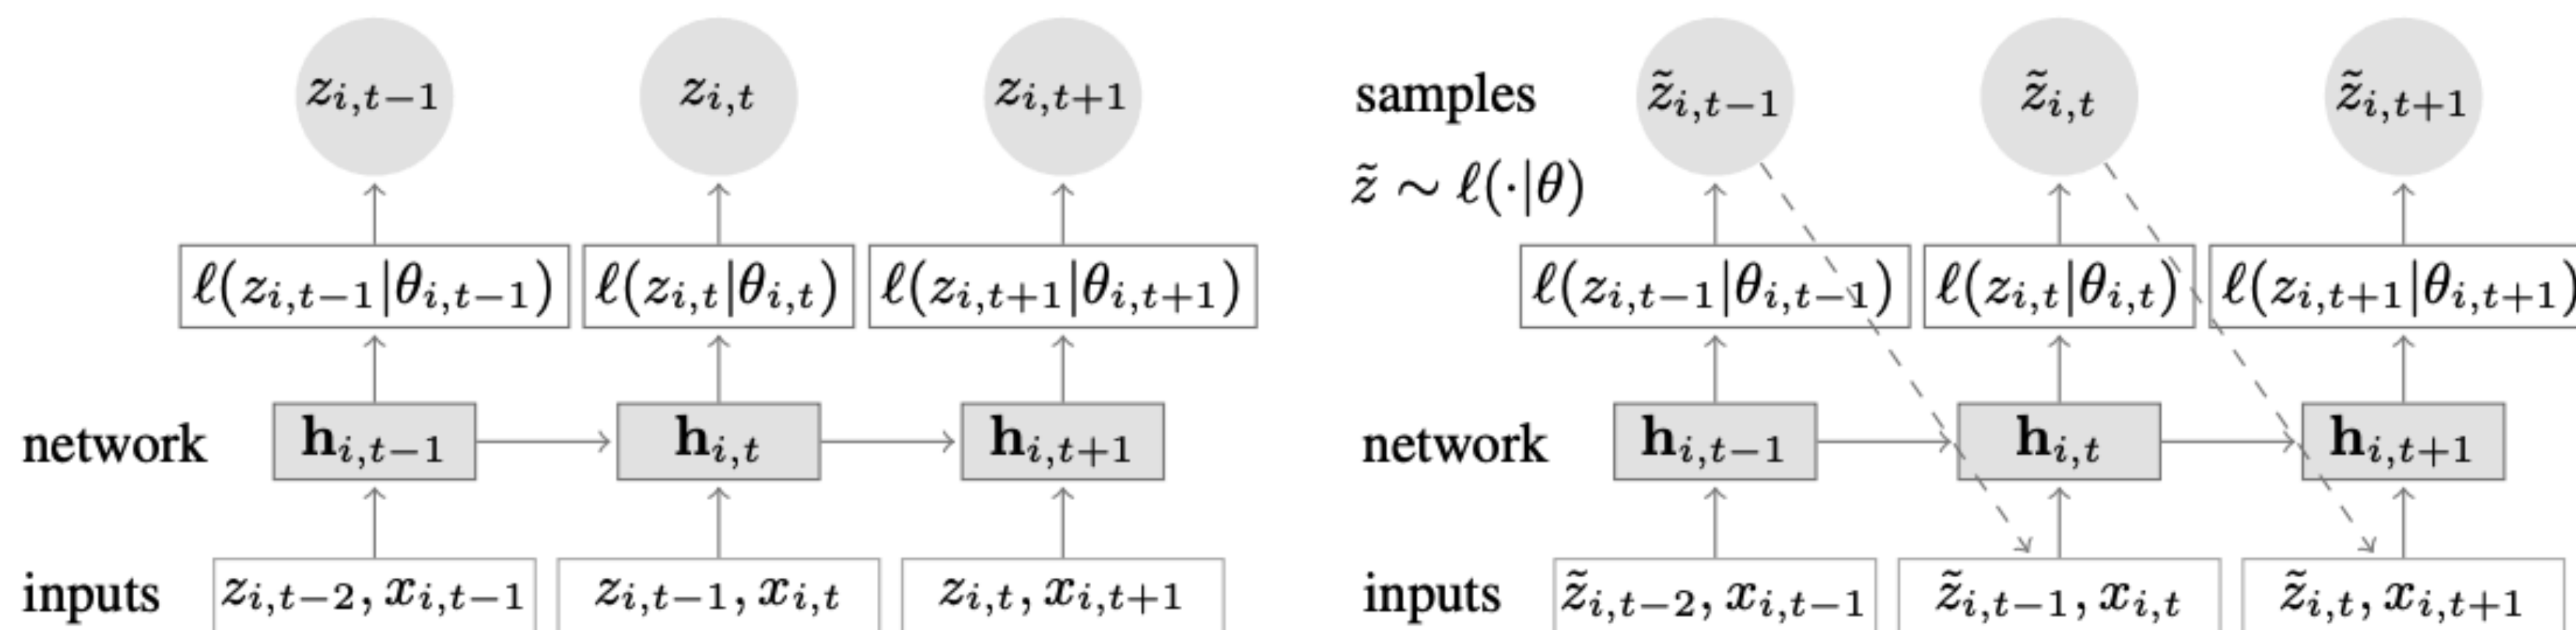 z_{i,t−1} z_{i,t} z_{i,t+1}
ℓ(z_{i,t−1}|θ_{i,t−1}) ℓ(z_{i,t}|θ_{i,t}) ℓ(z_{i,t+1}|θ_{i,t+1})
network h_{i,t−1} h_{i,t} h_{i,t+1}
inputs z_{i,t−2}, x_{i,t−1} z_{i,t−1}, x_{i,t} z_{i,t}, x_{i,t+1}
samples z̃_{i,t−1} z̃_{i,t} z̃_{i,t+1}
z̃ ∼ ℓ(·|θ)
ℓ(z_{i,t−1}|θ_{i,t−1}) ℓ(z_{i,t}|θ_{i,t}) ℓ(z_{i,t+1}|θ_{i,t+1})
network h_{i,t−1} h_{i,t} h_{i,t+1}
inputs z̃_{i,t−2}, x_{i,t−1} z̃_{i,t−1}, x_{i,t} z̃_{i,t}, x_{i,t+1}